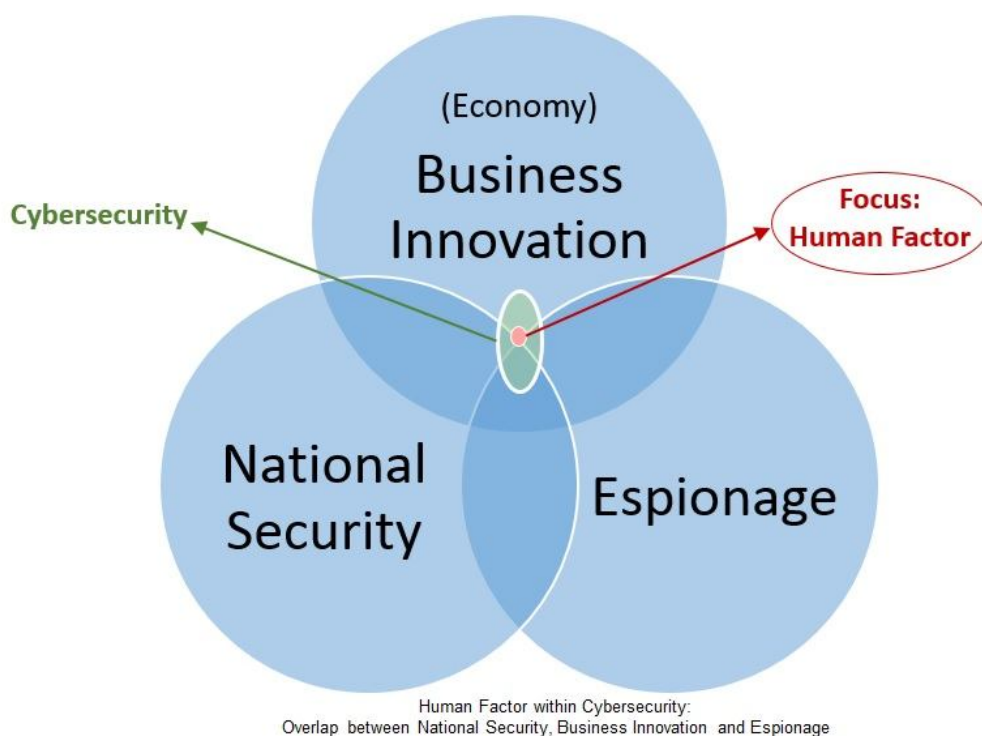 (Economy)
Business
Innovation
Cybersecurity
Focus:
Human Factor
National
Security
Espionage
Human Factor within Cybersecurity:
Overlap between National Security, Business Innovation and Espionage